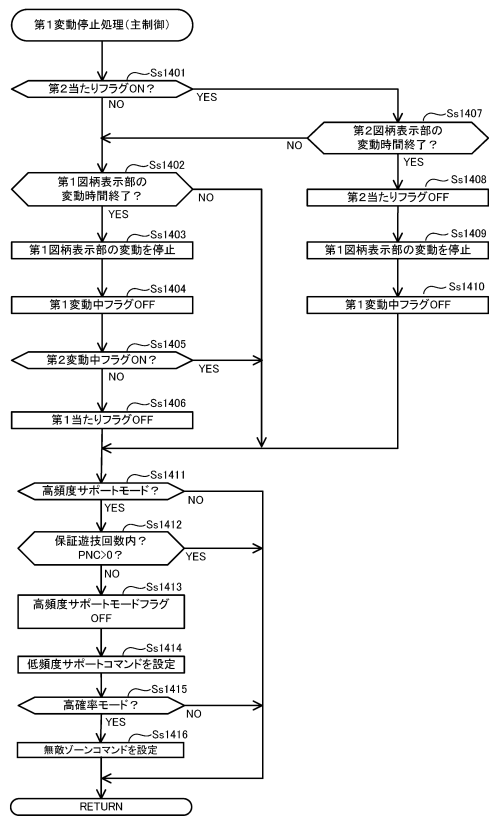 第1変動停止処理(主制御)
Ss1401
第2当たりフラグON?
YES
NO
Ss1407
第2図柄表示部の
変動時間終了?
NO
YES
Ss1402
第1図柄表示部の
変動時間終了?
NO
YES
Ss1408
第2当たりフラグOFF
Ss1403
第1図柄表示部の変動を停止
Ss1409
第1図柄表示部の変動を停止
Ss1404
第1変動中フラグOFF
Ss1410
第1変動中フラグOFF
Ss1405
第2変動中フラグON?
YES
NO
Ss1406
第1当たりフラグOFF
Ss1411
高頻度サポートモード?
NO
YES
Ss1412
保証遊技回数内?
PNC>0?
YES
NO
Ss1413
高頻度サポートモードフラグ
OFF
Ss1414
低頻度サポートコマンドを設定
Ss1415
高確率モード?
NO
YES
Ss1416
無敵ゾーンコマンドを設定
RETURN